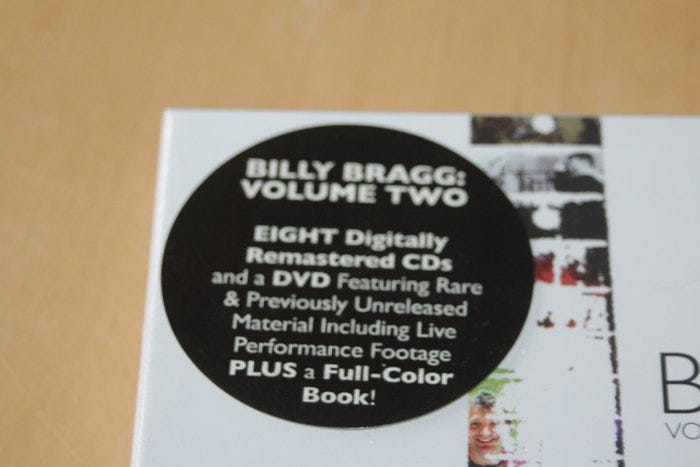 BILLY BRAGG:
VOLUME TWO
EIGHT Digitally
Remastered CDs
and a DVD Featuring Rare
& Previously Unreleased
Material Including Live
Performance Footage
PLUS a Full-Color
Book!
B
VO